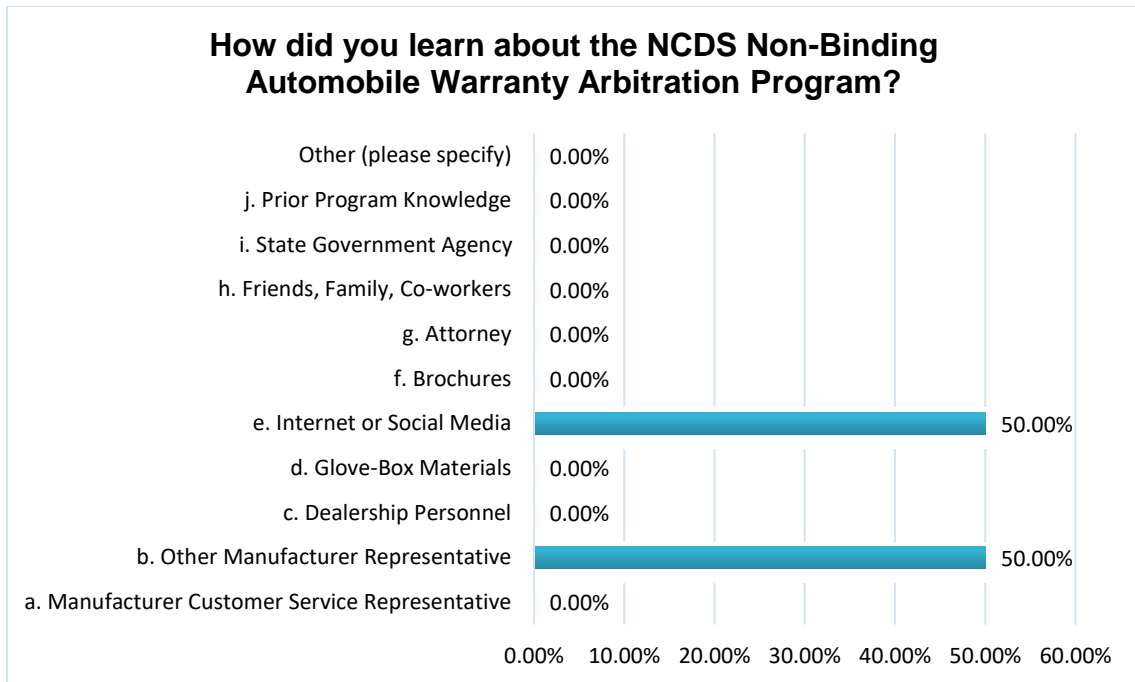 How did you learn about the NCDS Non-Binding
Automobile Warranty Arbitration Program?
Other (please specify) 0.00%
j. Prior Program Knowledge 0.00%
i. State Government Agency 0.00%
h. Friends, Family, Co-workers 0.00%
g. Attorney 0.00%
f. Brochures 0.00%
e. Internet or Social Media 50.00%
d. Glove-Box Materials 0.00%
c. Dealership Personnel 0.00%
b. Other Manufacturer Representative 50.00%
a. Manufacturer Customer Service Representative 0.00%
0.00% 10.00% 20.00% 30.00% 40.00% 50.00% 60.00%